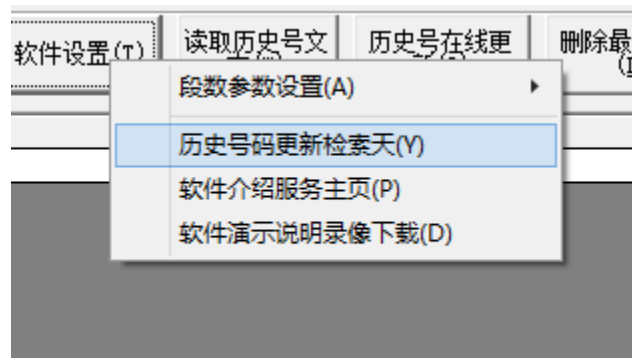 软件设置(T)
读取历史号文
历史号在线更
删除最
段数参数设置(A)
历史号码更新检索天(Y)
软件介绍服务主页(P)
软件演示说明录像下载(D)